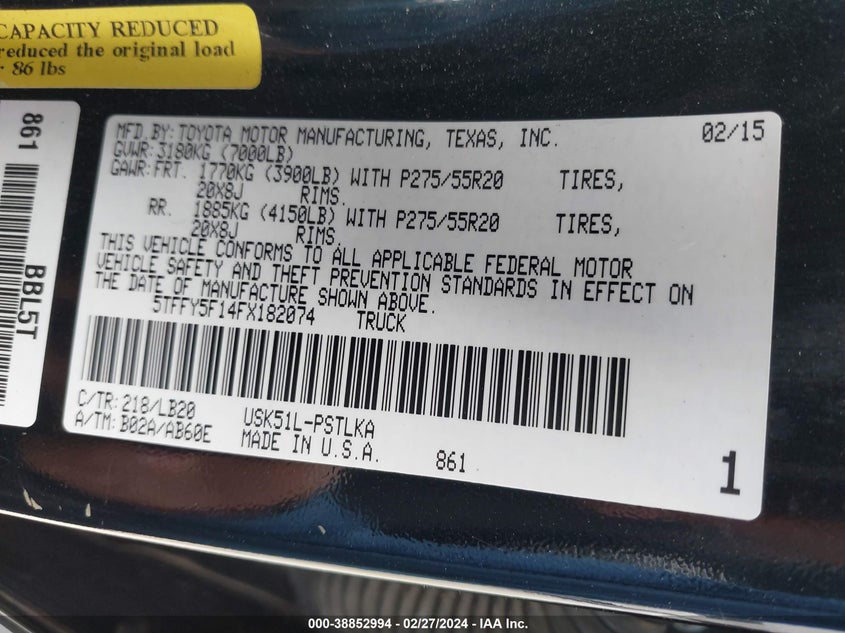 CAPACITY REDUCED
reduced the original load
86 lbs
861
BBL5T
MFD.BY:TOYOTA MOTOR MANUFACTURING, TEXAS, INC. 02/15
GVWR:3180KG (7000LB)
GAWR:FRT. 1770KG (3900LB) WITH P275/55R20 TIRES,
20X8J RIMS.
RR. 1885KG (4150LB) WITH P275/55R20 TIRES,
20X8J RIMS.
THIS VEHICLE CONFORMS TO ALL APPLICABLE FEDERAL MOTOR
VEHICLE SAFETY AND THEFT PREVENTION STANDARDS IN EFFECT ON
THE DATE OF MANUFACTURE SHOWN ABOVE.
5TFFY5F14FX182074 TRUCK
C/TR:218/LB20 USK51L-PSTLKA
A/TM:B02A/AB60E MADE IN U.S.A. 861 1
000-38852994 - 02/27/2024 - IAA Inc.